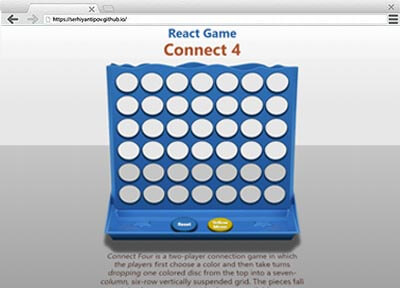 https://serhiyantipov.github.io/
React Game
Connect 4
Reset
Yellow
Move
Connect Four is a two-player connection game in which
the players first choose a color and then take turns
dropping one colored disc from the top into a seven-
column, six-row vertically suspended grid. The pieces fall